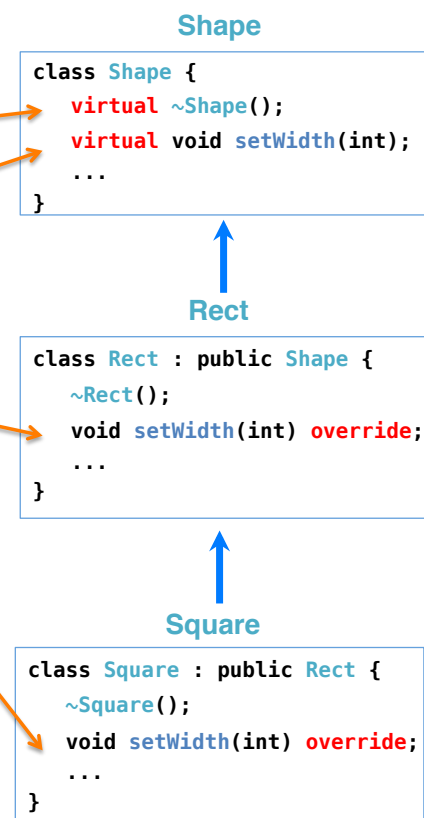 Shape
class Shape {
virtual ~Shape();
virtual void setWidth(int);
...
}
Rect
class Rect : public Shape {
~Rect();
void setWidth(int) override;
...
}
Square
class Square : public Rect {
~Square();
void setWidth(int) override;
...
}